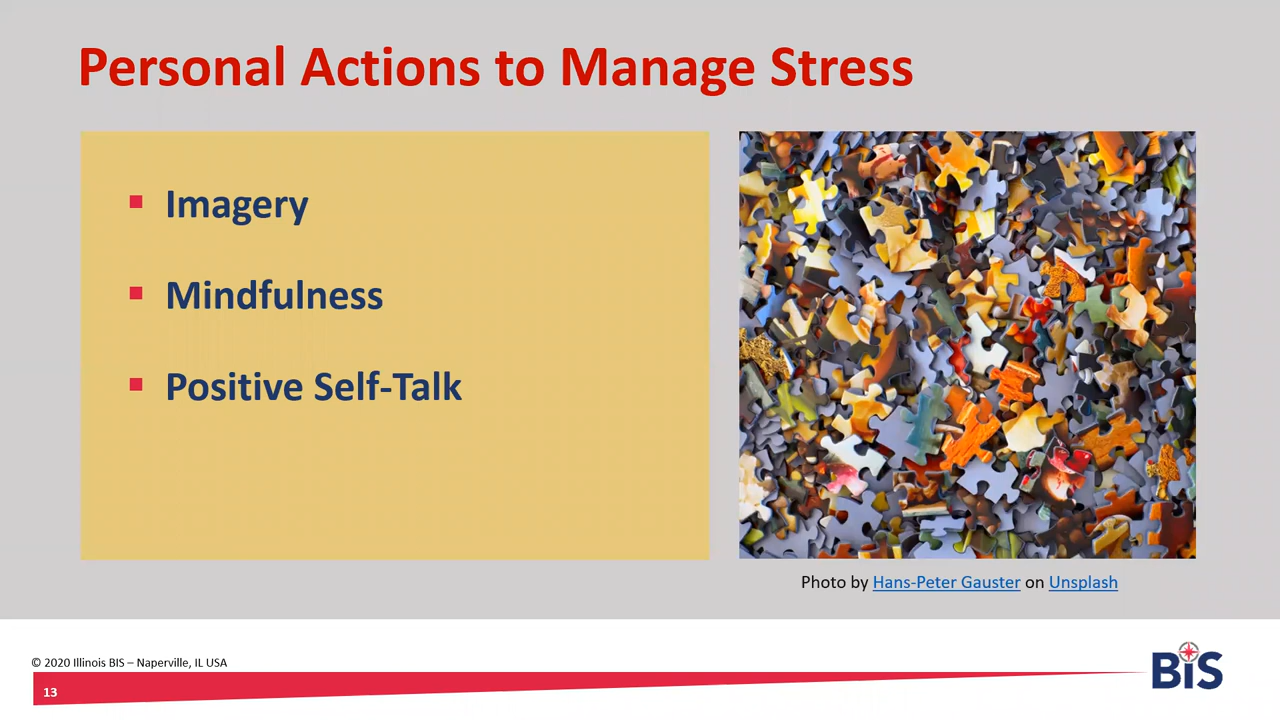 Personal Actions to Manage Stress
▪ Imagery
▪ Mindfulness
▪ Positive Self-Talk
Photo by Hans-Peter Gauster on Unsplash
© 2020 Illinois BIS – Naperville, IL USA
13
BIS